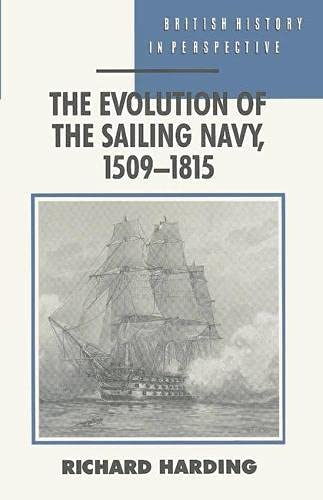 BRITISH HISTORY
IN PERSPECTIVE
THE EVOLUTION OF
THE SAILING NAVY,
1509–1815
RICHARD HARDING